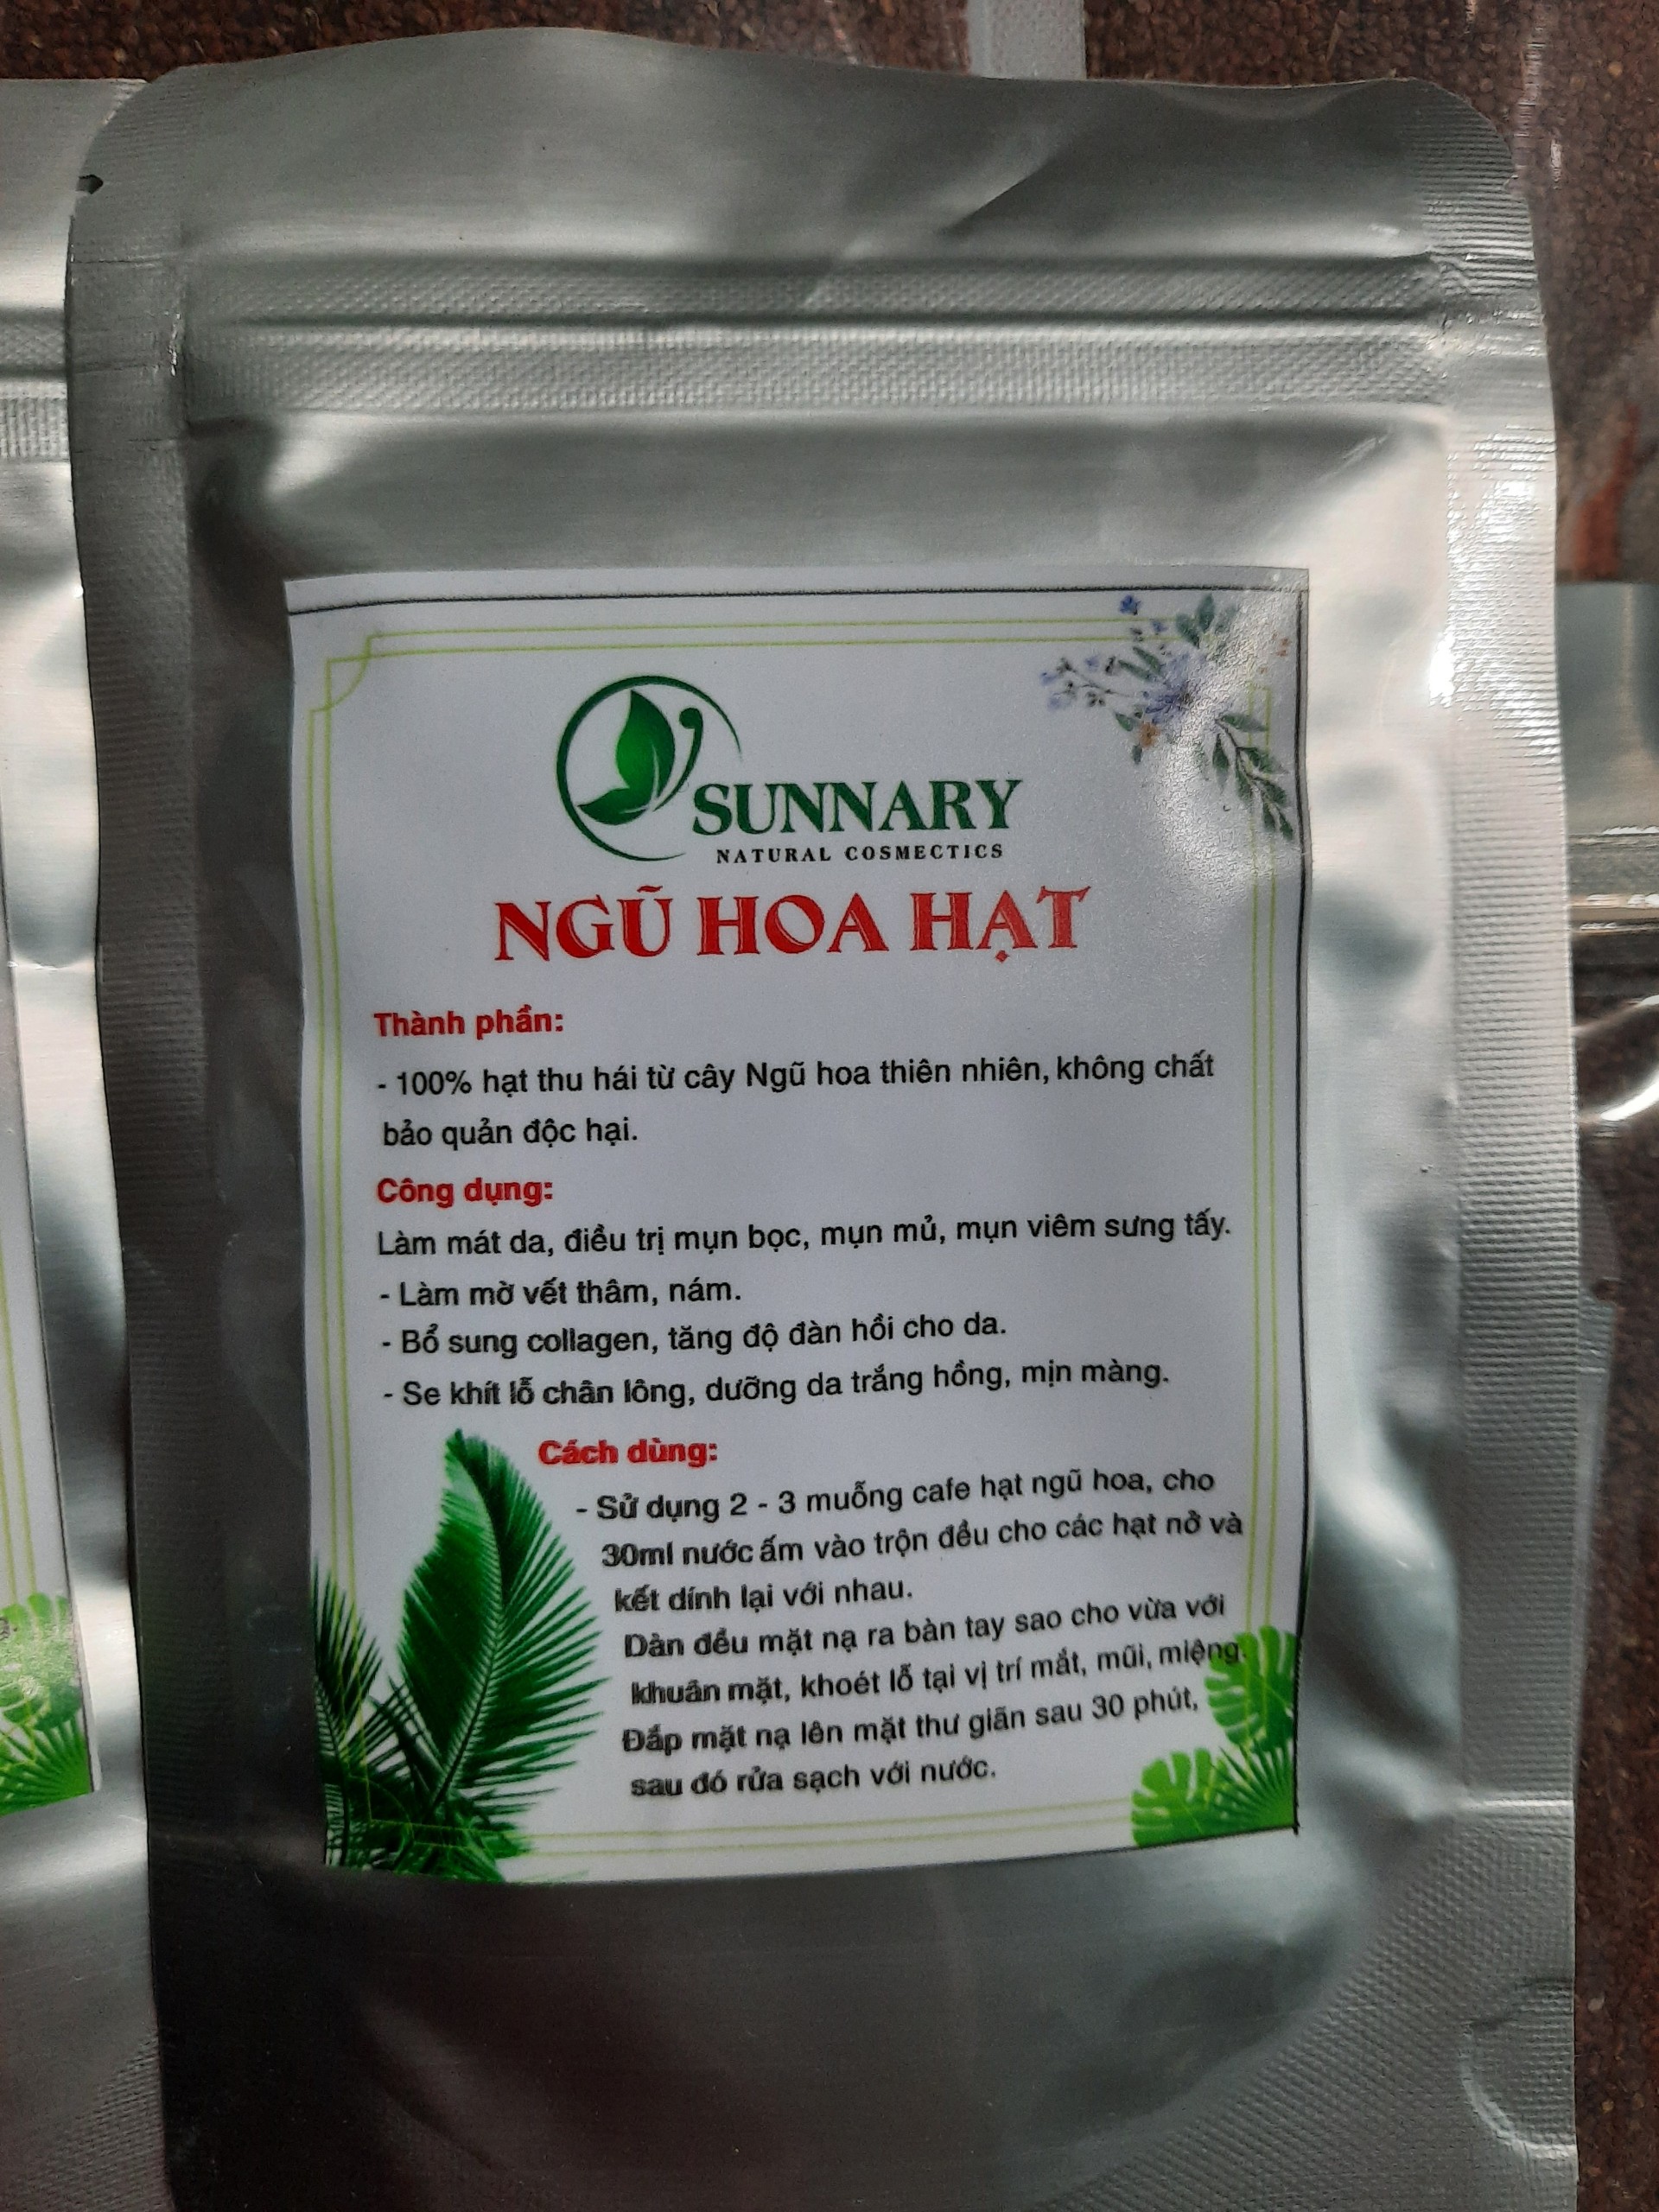 SUNNARY
NATURAL COSMECTICS
NGŨ HOA HẠT
Thành phần:
- 100% hạt thu hái từ cây Ngũ hoa thiên nhiên, không chất
bảo quản độc hại.
Công dụng:
Làm mát da, điều trị mụn bọc, mụn mủ, mụn viêm sưng tấy.
- Làm mờ vết thâm, nám.
- Bổ sung collagen, tăng độ đàn hồi cho da.
- Se khít lỗ chân lông, dưỡng da trắng hồng, mịn màng.
Cách dùng:
- Sử dụng 2 - 3 muỗng cafe hạt ngũ hoa, cho
30ml nước ấm vào trộn đều cho các hạt nở và
kết dính lại với nhau.
Dàn đều mặt nạ ra bàn tay sao cho vừa với
khuân mặt, khoét lỗ tại vị trí mắt, mũi, miệng.
Đắp mặt nạ lên mặt thư giãn sau 30 phút,
sau đó rửa sạch với nước.